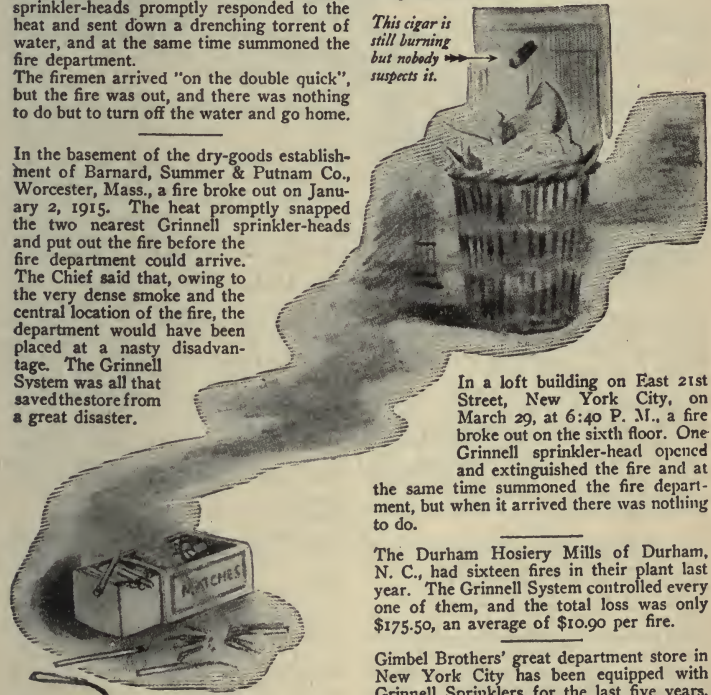 sprinkler-heads promptly responded to the
heat and sent down a drenching torrent of
water, and at the same time summoned the
fire department.
The firemen arrived "on the double quick",
but the fire was out, and there was nothing
to do but to turn off the water and go home.
In the basement of the dry-goods establish-
ment of Barnard, Summer & Putnam Co.,
Worcester, Mass., a fire broke out on Janu-
ary 2, 1915. The heat promptly snapped
the two nearest Grinnell sprinkler-heads
and put out the fire before the
fire department could arrive.
The Chief said that, owing to
the very dense smoke and the
central location of the fire, the
department would have been
placed at a nasty disadvan-
tage. The Grinnell
System was all that
saved the store from
a great disaster.
This cigar is
still burning
but nobody
suspects it.
MATCHES
In a loft building on East 21st
Street, New York City, on
March 29, at 6:40 P. M., a fire
broke out on the sixth floor. One
Grinnell sprinkler-head opened
and extinguished the fire and at
the same time summoned the fire depart-
ment, but when it arrived there was nothing
to do.
The Durham Hosiery Mills of Durham,
N. C., had sixteen fires in their plant last
year. The Grinnell System controlled every
one of them, and the total loss was only
$175.50, an average of $10.90 per fire.
Gimbel Brothers' great department store in
New York City has been equipped with
Grinnell Sprinklers for the last five years.